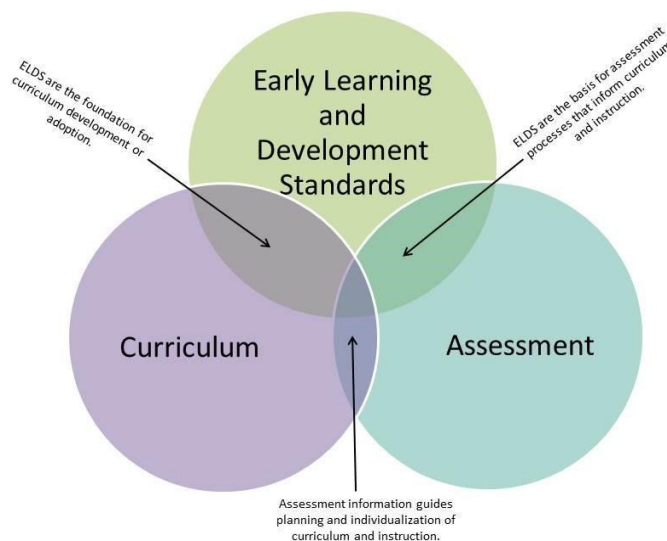 ELDS are the foundation for
curriculum development or
adoption.
Early Learning
and
Development
Standards
ELDS are the basis for assessment
processes that inform curriculum
and instruction.
Curriculum
Assessment
Assessment information guides
planning and individualization of
curriculum and instruction.